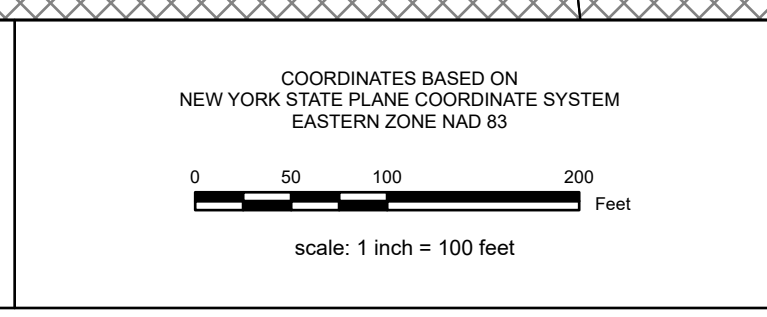 COORDINATES BASED ON
NEW YORK STATE PLANE COORDINATE SYSTEM
EASTERN ZONE NAD 83
0 50 100 200
Feet
scale: 1 inch = 100 feet